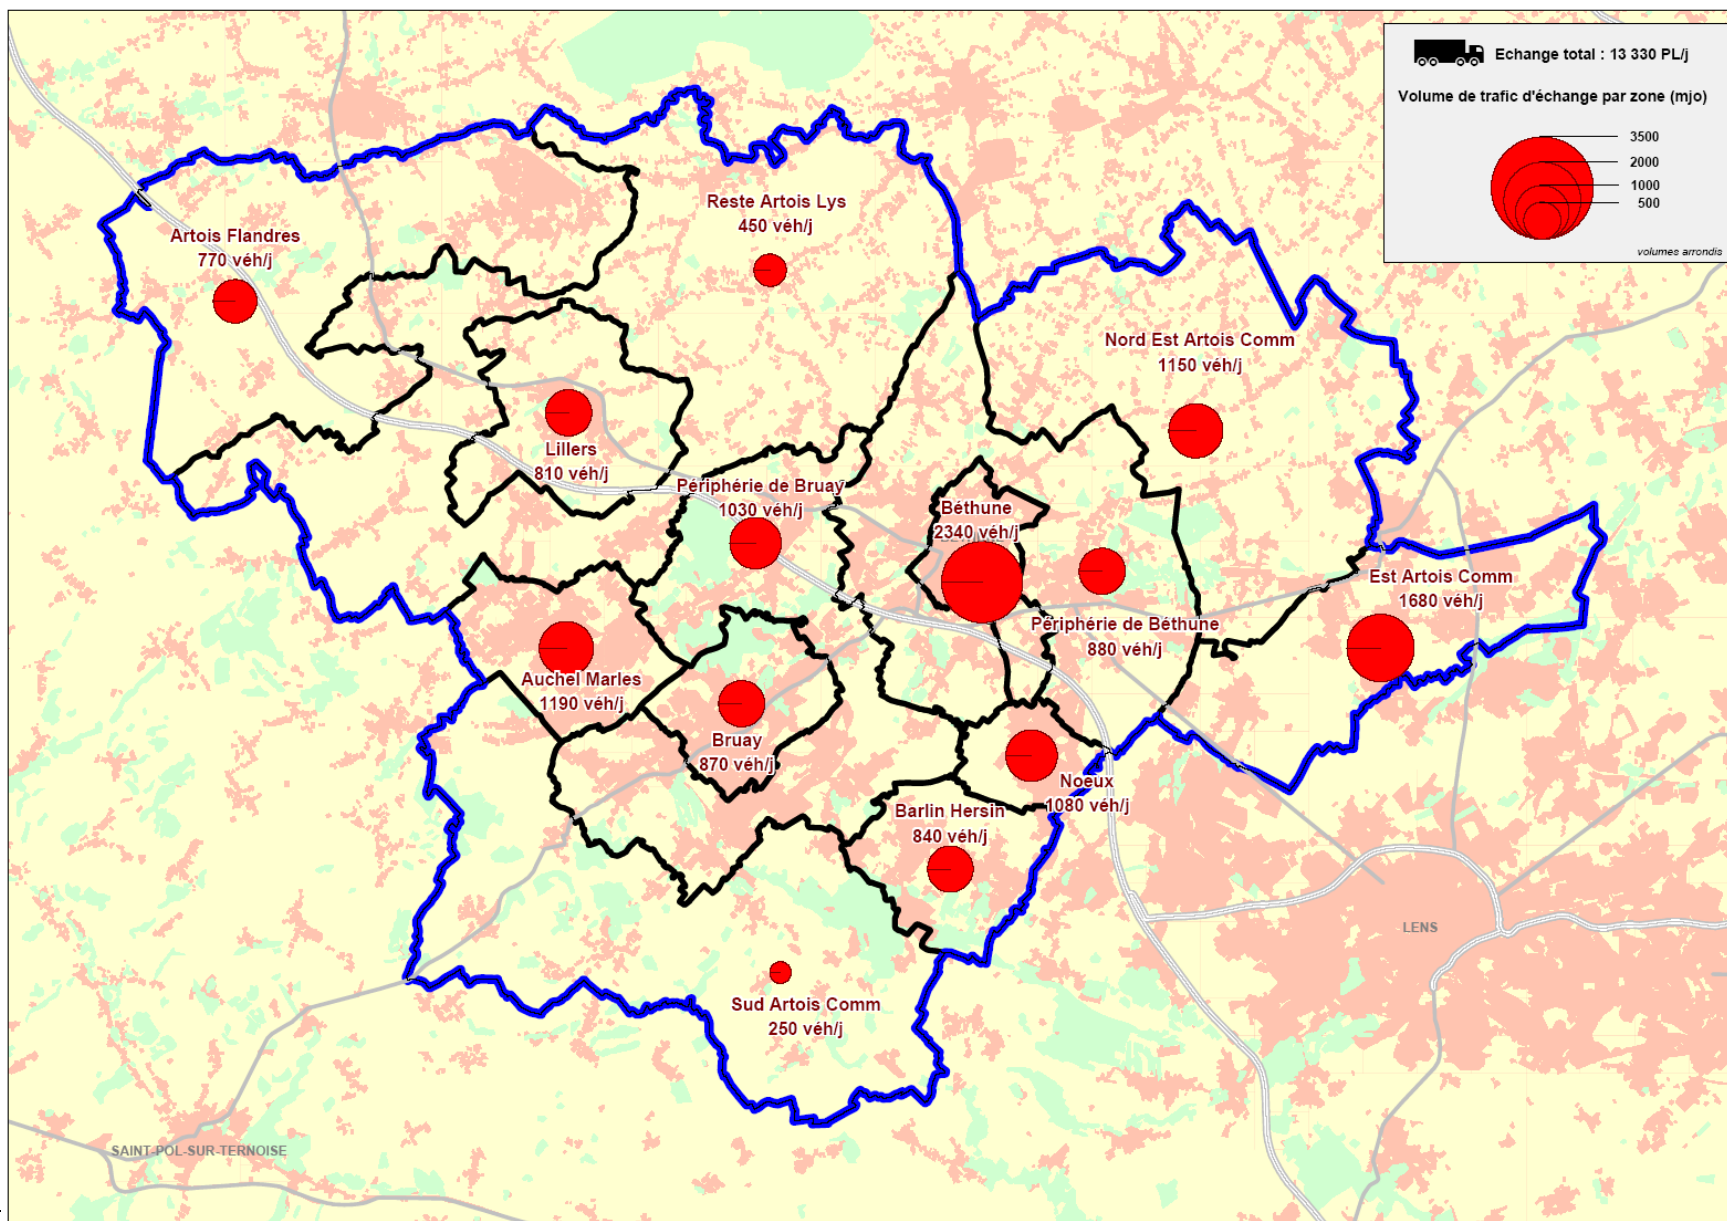 Echange total : 13 330 PL/j
Volume de trafic d'échange par zone (mjo)
3500
2000
1000
500
volumes arrondis
Reste Artois Lys
450 véh/j
Artois Flandres
770 véh/j
Nord Est Artois Comm
1150 véh/j
Lillers
810 véh/j
Périphérie de Bruay
1030 véh/j
Béthune
2340 véh/j
Est Artois Comm
1680 véh/j
Périphérie de Béthune
880 véh/j
Auchel Marles
1190 véh/j
Bruay
870 véh/j
Noeux
1080 véh/j
Barlin Hersin
840 véh/j
LENS
Sud Artois Comm
250 véh/j
SAINT-POL-SUR-TERNOISE